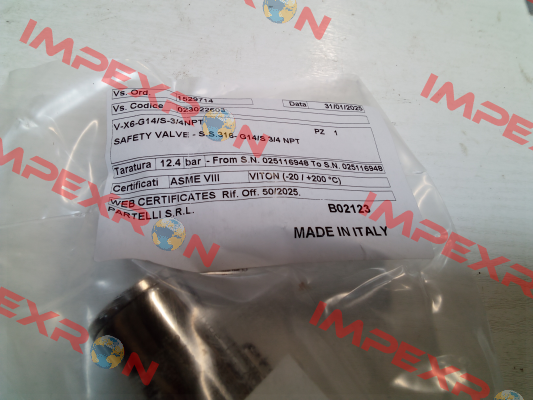 IMPEXRON
Vs. Ord. 1529714 Data 31/01/2025
Vs. Codice 023022603
V-X6-G14/S-3/4NPT
SAFETY VALVE - S.S.316- G14/S 3/4 NPT PZ 1
Taratura 12.4 bar - From S.N. 025116948 To S.N. 025116948
Certificati ASME VIII VITON (-20 / +200 °C)
WEB CERTIFICATES Rif. Off. 50/2025.
S.R.L. B02123
MADE IN ITALY
IMPEXRON
IMPEXRON
IMPEXRON
IMPEXRON